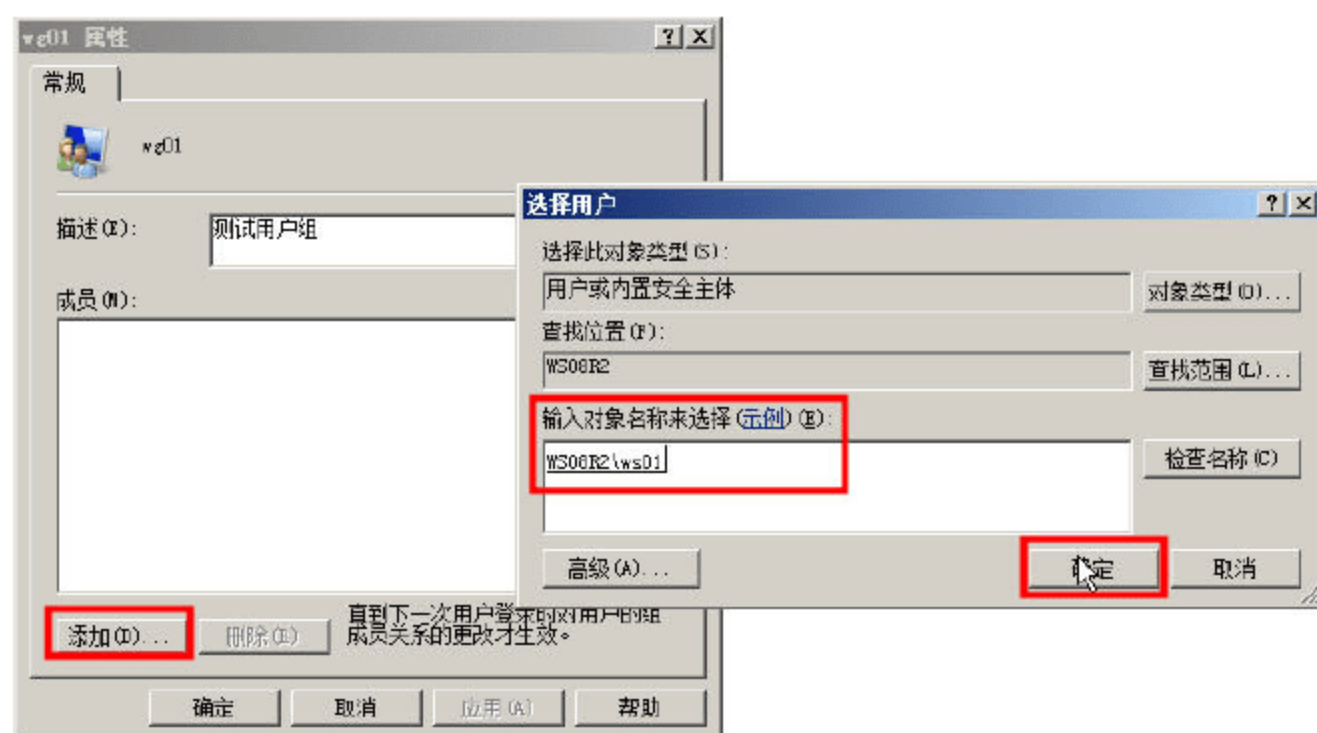 wg01 属性
常规
wg01
描述(E):
测试用户组
成员(M):
添加(D)...
删除(R)
直到下一次用户登录时对用户的组
成员关系的更改才生效。
确定
取消
应用(A)
帮助
选择用户
选择此对象类型(S):
用户或内置安全主体
对象类型(O)...
查找位置(F):
WS08R2
查找范围(L)...
输入对象名称来选择(示例)(E):
WS08R2\ws01
检查名称(C)
高级(A)...
确定
取消